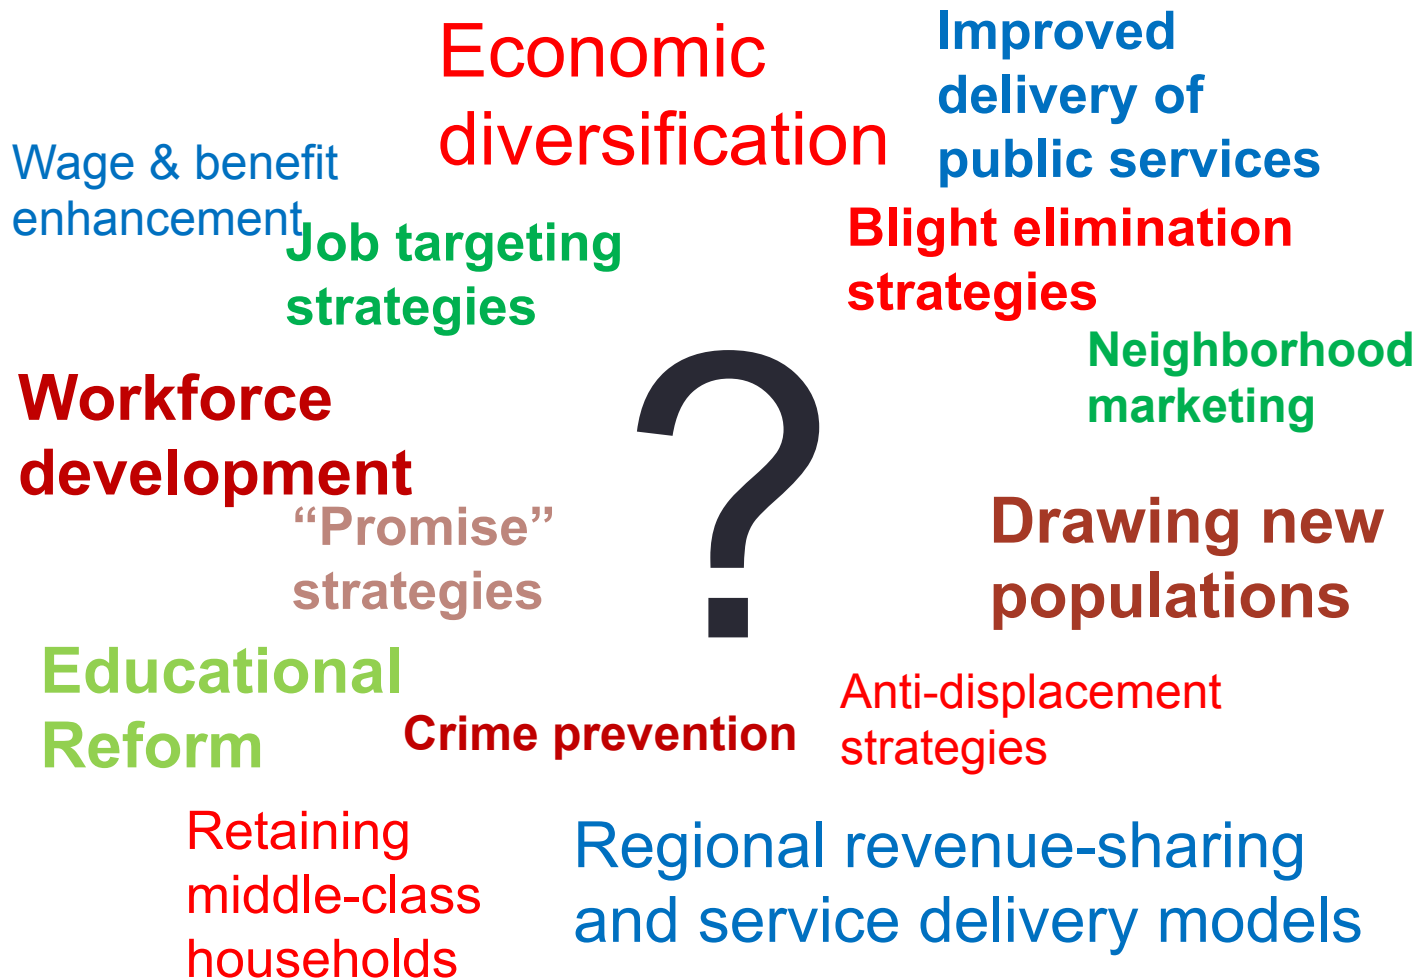 Economic
diversification
Improved
delivery of
public services
Wage & benefit
enhancement
Job targeting
strategies
Blight elimination
strategies
Neighborhood
marketing
Workforce
development
?
“Promise”
strategies
Drawing new
populations
Educational
Reform
Crime prevention
Anti-displacement
strategies
Retaining
middle-class
households
Regional revenue-sharing
and service delivery models